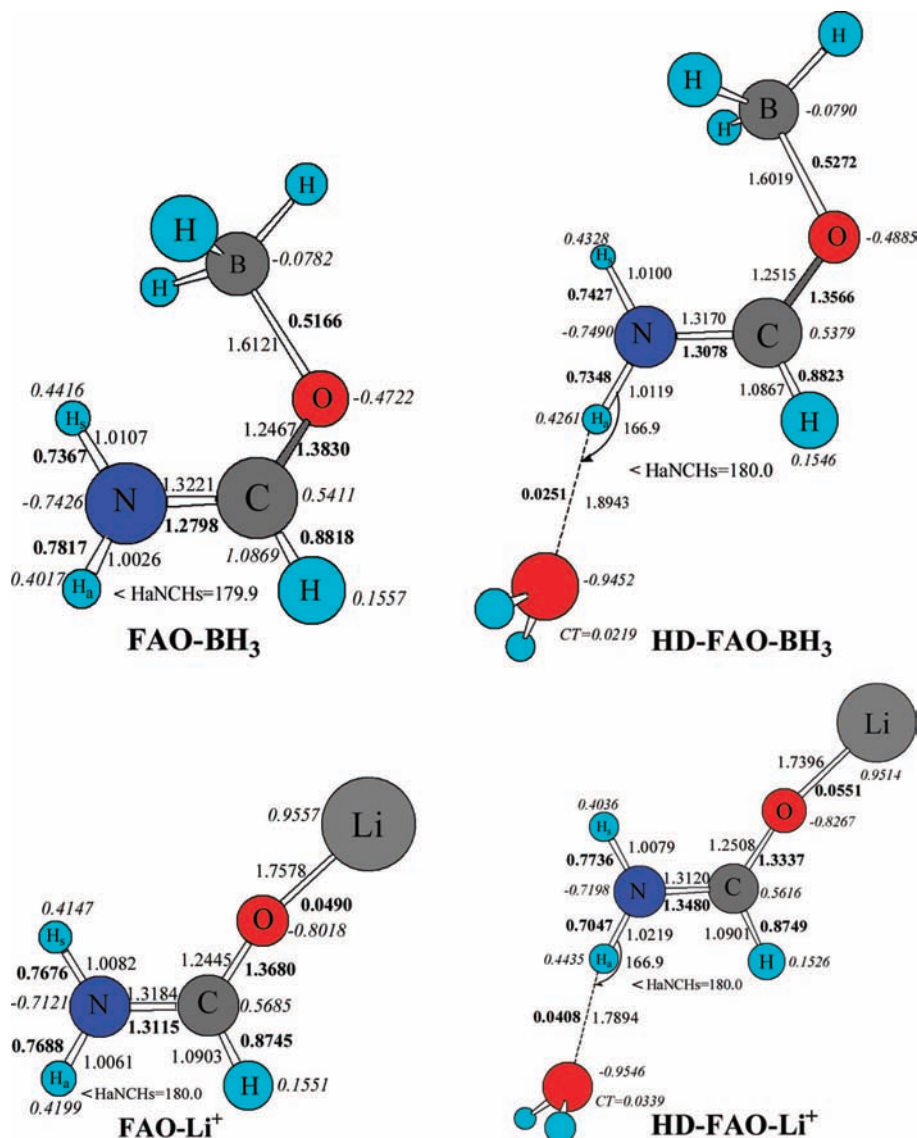 H
H
H
B
-0.0782
0.5166
1.6121
O
-0.4722
0.4416
Hs
1.0107
0.7367
1.2467
1.3830
-0.7426
N
1.3221
1.2798
C
0.5411
0.7817
1.0026
1.0869
0.8818
0.4017
Ha
< HaNCHs=179.9
H
0.1557
FAO-BH3
H
H
H
B
-0.0790
0.5272
1.6019
O
-0.4885
0.4328
Hs
1.0100
0.7427
1.2515
1.3566
-0.7490
N
1.3170
1.3078
C
0.5379
0.7348
1.0119
1.0867
0.8823
0.4261
Ha
166.9
H
0.1546
< HaNCHs=180.0
0.0251
1.8943
-0.9452
CT=0.0219
HD-FAO-BH3
0.9557
Li
1.7578
0.0490
O
-0.8018
0.4147
Hs
1.0082
0.7676
1.2445
1.3680
-0.7121
N
1.3184
1.3115
C
0.5685
0.7688
1.0061
1.0903
0.8745
Ha
0.4199
<HaNCHs=180.0
H
0.1551
FAO-Li+
Li
1.7396
0.9514
0.0551
O
-0.8267
0.4036
Hs
1.0079
0.7736
1.2508
1.3337
-0.7198
N
1.3120
1.3480
C
0.5616
0.7047
1.0219
1.0901
0.8749
0.4435
Ha
166.9
H
0.1526
<HaNCHs=180.0
0.0408
1.7894
-0.9546
CT=0.0339
HD-FAO-Li+